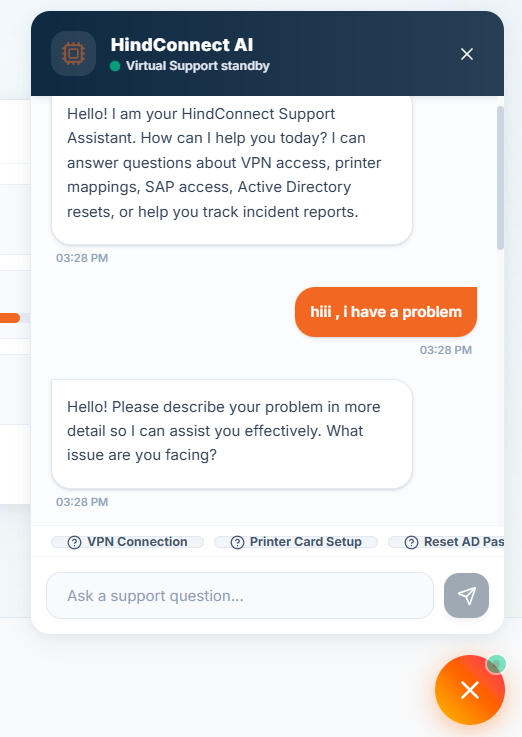 HindConnect AI
Virtual Support standby
Hello! I am your HindConnect Support
Assistant. How can I help you today? I can
answer questions about VPN access, printer
mappings, SAP access, Active Directory
resets, or help you track incident reports.
03:28 PM
hiii , i have a problem
03:28 PM
Hello! Please describe your problem in more
detail so I can assist you effectively. What
issue are you facing?
03:28 PM
VPN Connection
Printer Card Setup
Reset AD Pas
Ask a support question...